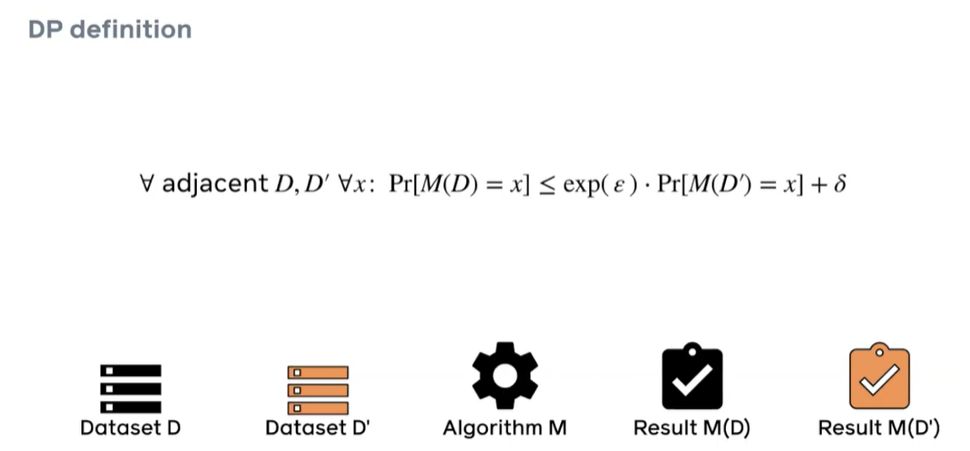 DP definition
∀ adjacent D, D′ ∀x: Pr[M(D) = x] ≤ exp( ε ) · Pr[M(D′) = x] + δ
Dataset D
Dataset D'
Algorithm M
Result M(D)
Result M(D')